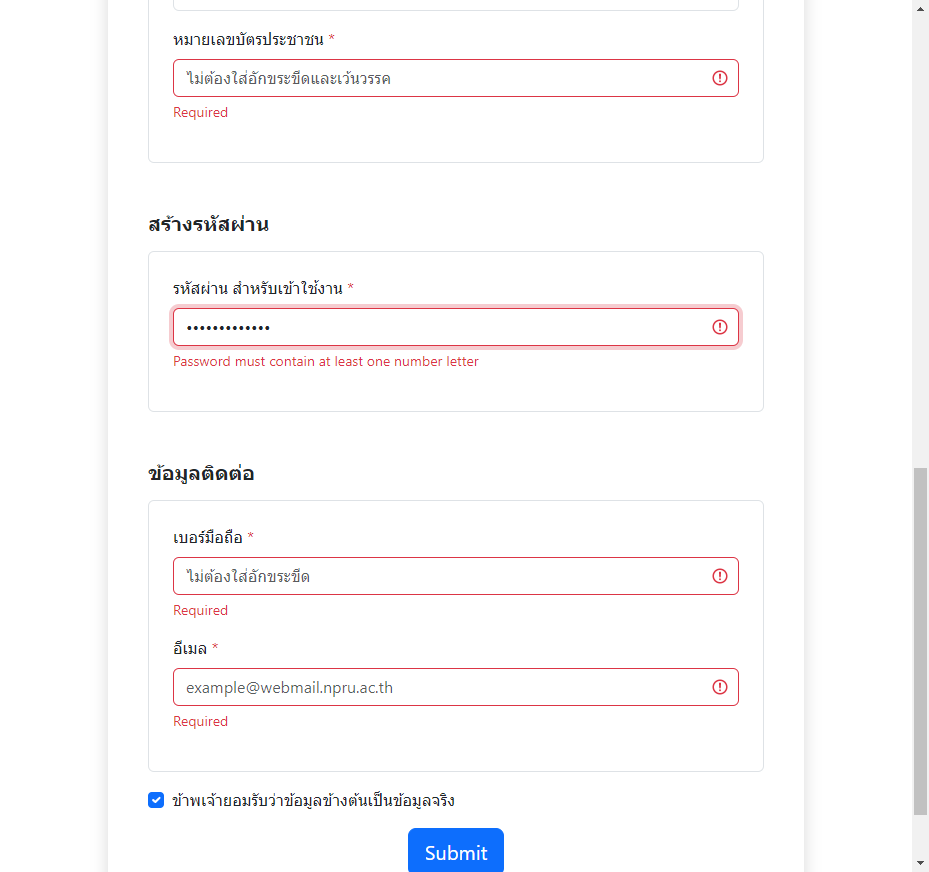 หมายเลขบัตรประชาชน *
ไม่ต้องใส่อักขระขีดและเว้นวรรค
Required
สร้างรหัสผ่าน
รหัสผ่าน สำหรับเข้าใช้งาน *
•••••••••••••
Password must contain at least one number letter
ข้อมูลติดต่อ
เบอร์มือถือ *
ไม่ต้องใส่อักขระขีด
Required
อีเมล *
example@webmail.npru.ac.th
Required
ข้าพเจ้ายอมรับว่าข้อมูลข้างต้นเป็นข้อมูลจริง
Submit